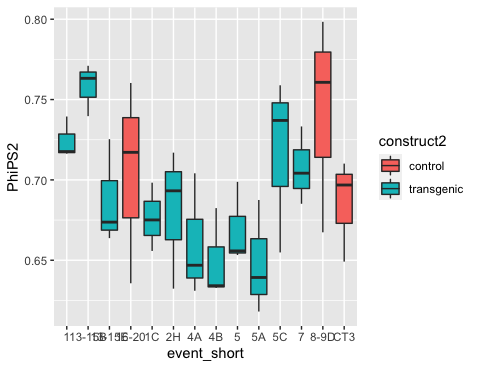 0.80
0.75
0.70
0.65
PhiPS2
1C 2H 4A 4B 5 5A 5C 7 8-9D CT3
event_short
construct2
control
transgenic